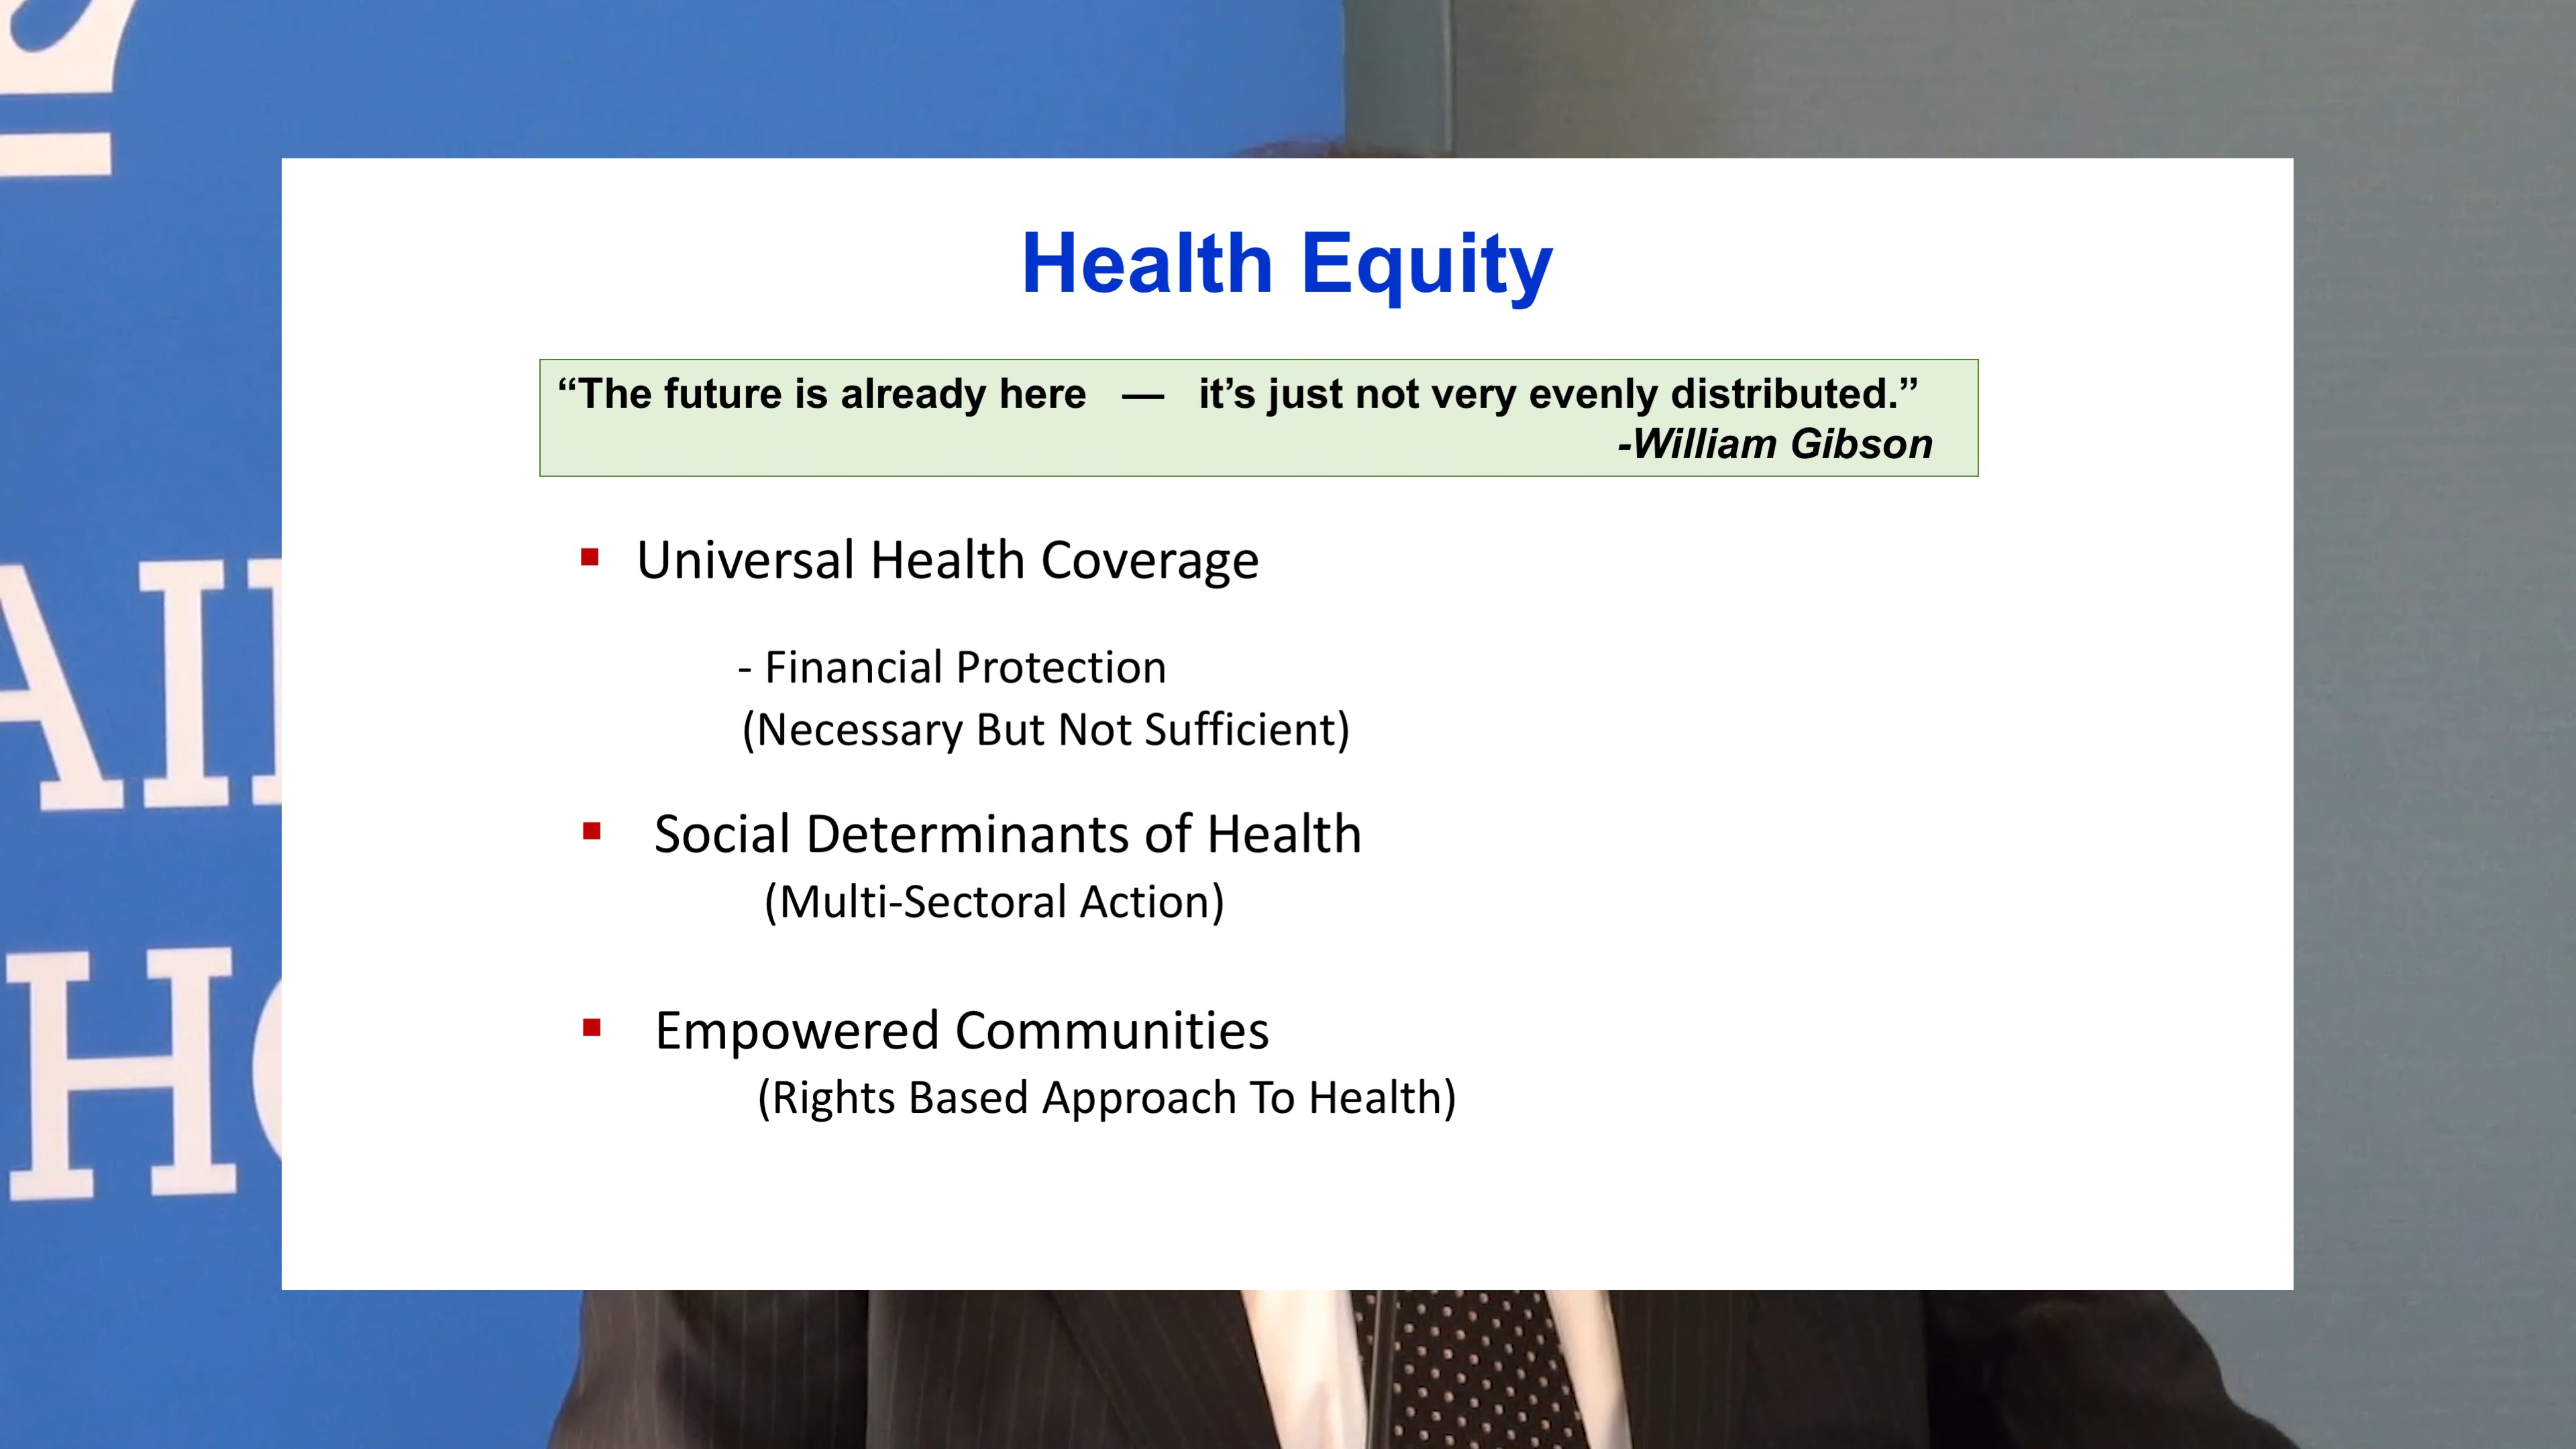 Health Equity
“The future is already here — it’s just not very evenly distributed.”
-William Gibson
▪ Universal Health Coverage
- Financial Protection
(Necessary But Not Sufficient)
▪ Social Determinants of Health
(Multi-Sectoral Action)
▪ Empowered Communities
(Rights Based Approach To Health)